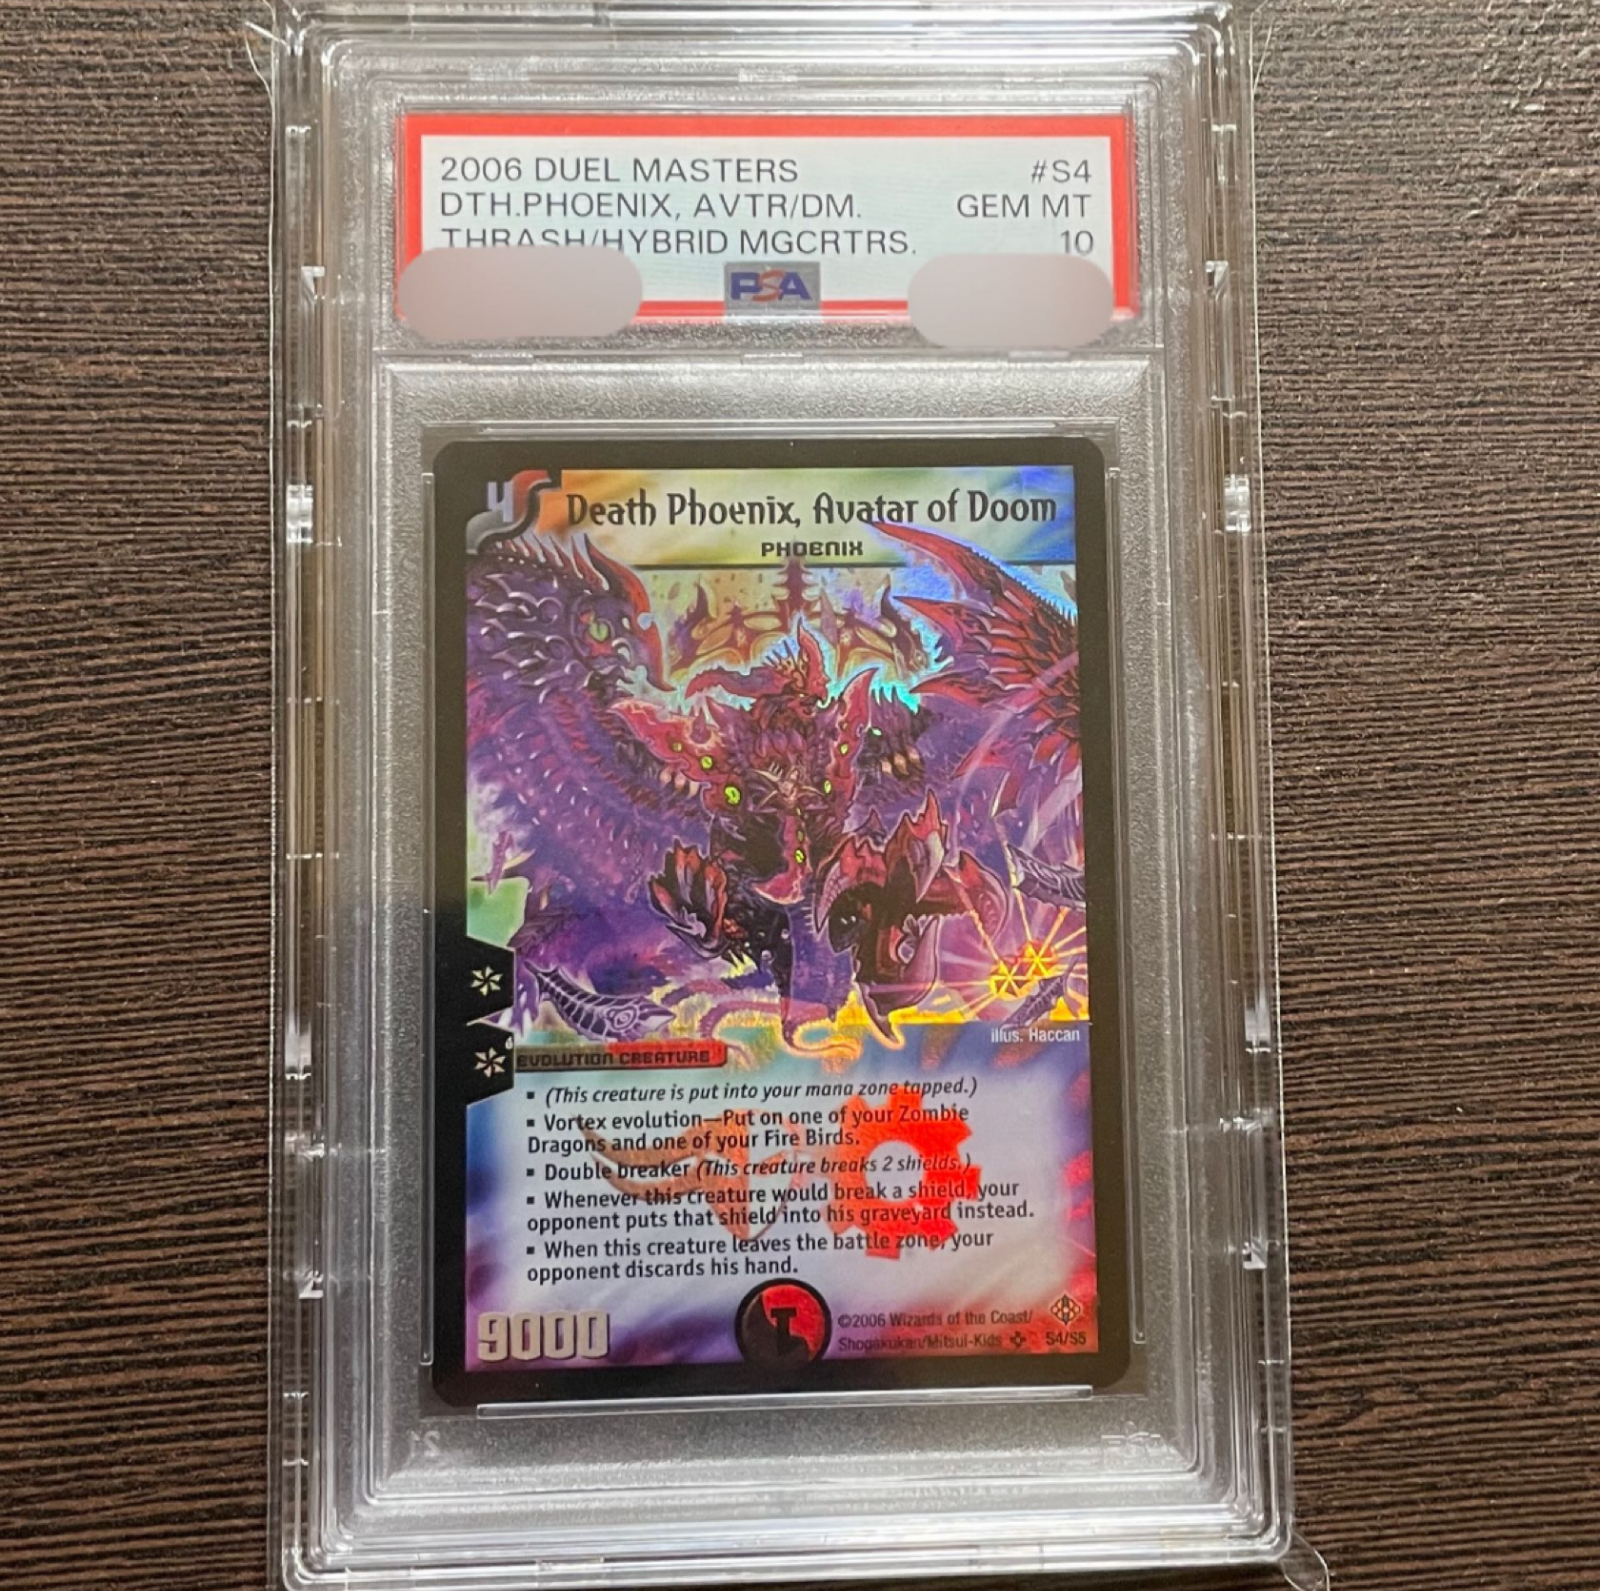 2006 DUEL MASTERS #S4
DTH.PHOENIX, AVTR/DM. GEM MT
THRASH/HYBRID MGCRTRS. 10
PSA
4 Death Phoenix, Avatar of Doom
PHOENIX
illus. Haccan
EVOLUTION CREATURE
▪ (This creature is put into your mana zone tapped.)
▪ Vortex evolution—Put on one of your Zombie
Dragons and one of your Fire Birds.
▪ Double breaker (This creature breaks 2 shields.)
▪ Whenever this creature would break a shield, your
opponent puts that shield into his graveyard instead.
▪ When this creature leaves the battle zone, your
opponent discards his hand.
9000
©2006 Wizards of the Coast/
Shogakukan/Mitsui-Kids S4/S5